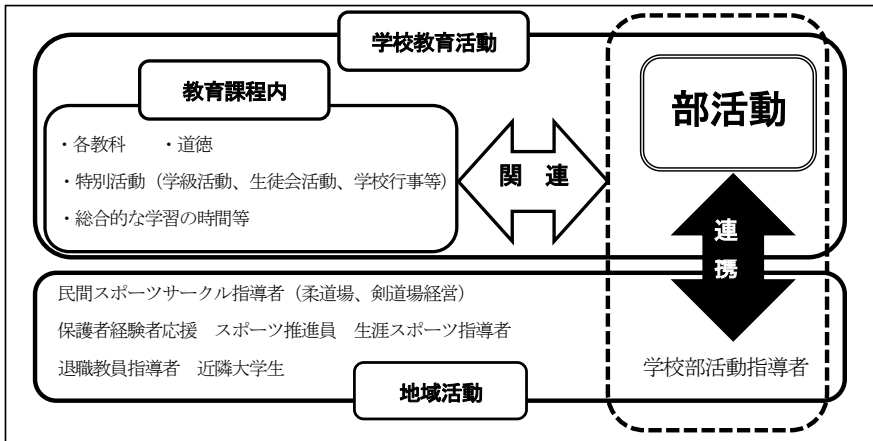 学校教育活動
教育課程内
部活動
・各教科　　・道徳
・特別活動（学級活動、生徒会活動、学校行事等）
・総合的な学習の時間等
関　連
連
携
民間スポーツサークル指導者（柔道場、剣道場経営）
保護者経験者応援　スポーツ推進員　生涯スポーツ指導者
退職教員指導者　近隣大学生
学校部活動指導者
地域活動